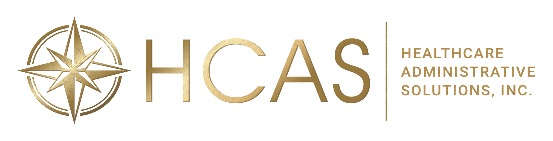 HCAS
HEALTHCARE
ADMINISTRATIVE
SOLUTIONS, INC.